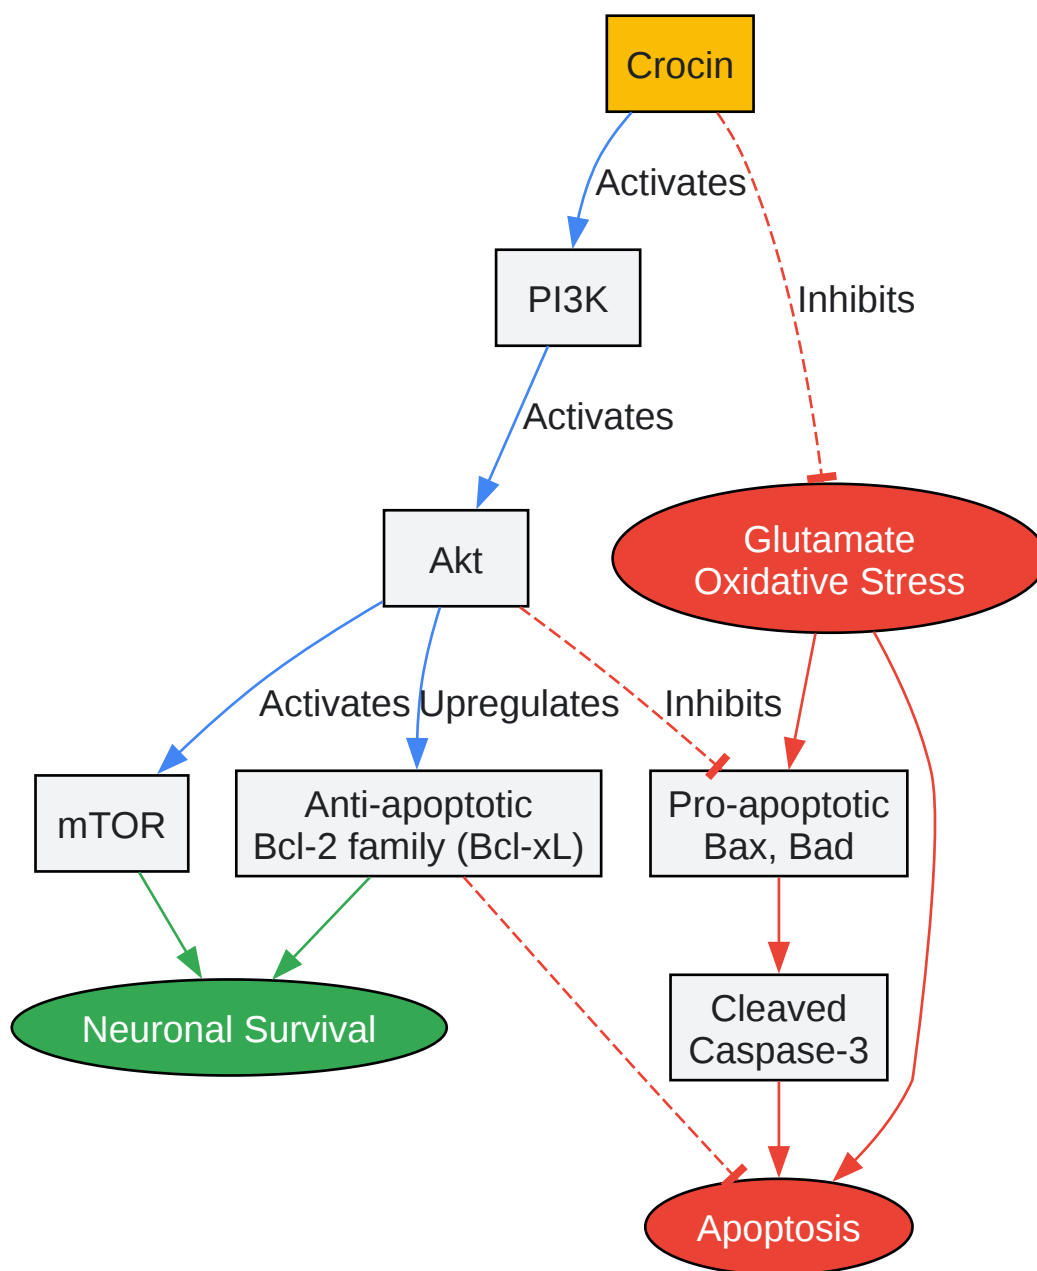 Crocin
Activates
PI3K
Inhibits
Activates
Akt
Glutamate
Oxidative Stress
Activates
Upregulates
Inhibits
mTOR
Anti-apoptotic
Bcl-2 family (Bcl-xL)
Pro-apoptotic
Bax, Bad
Neuronal Survival
Cleaved
Caspase-3
Apoptosis